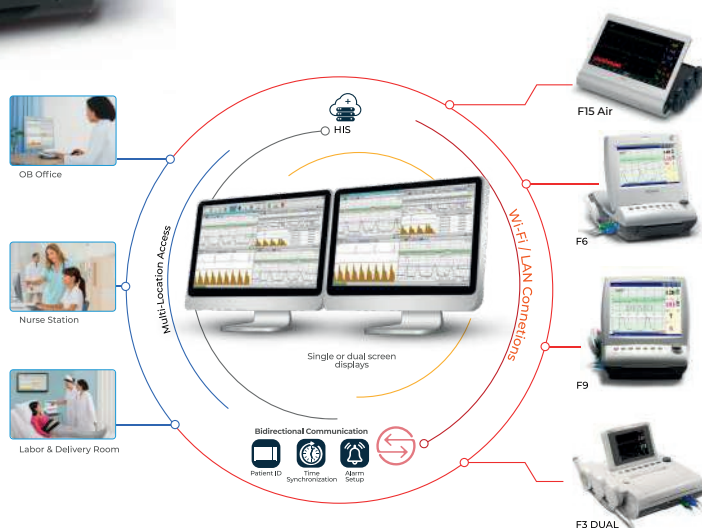 HIS
F15 Air
OB Office
F6
Multi-Location Access
Wi-Fi / LAN Connetions
Nurse Station
Single or dual screen
displays
F9
Labor & Delivery Room
Bidirectional Communication
Patient ID
Time
Synchronization
Alarm
Setup
F3 DUAL